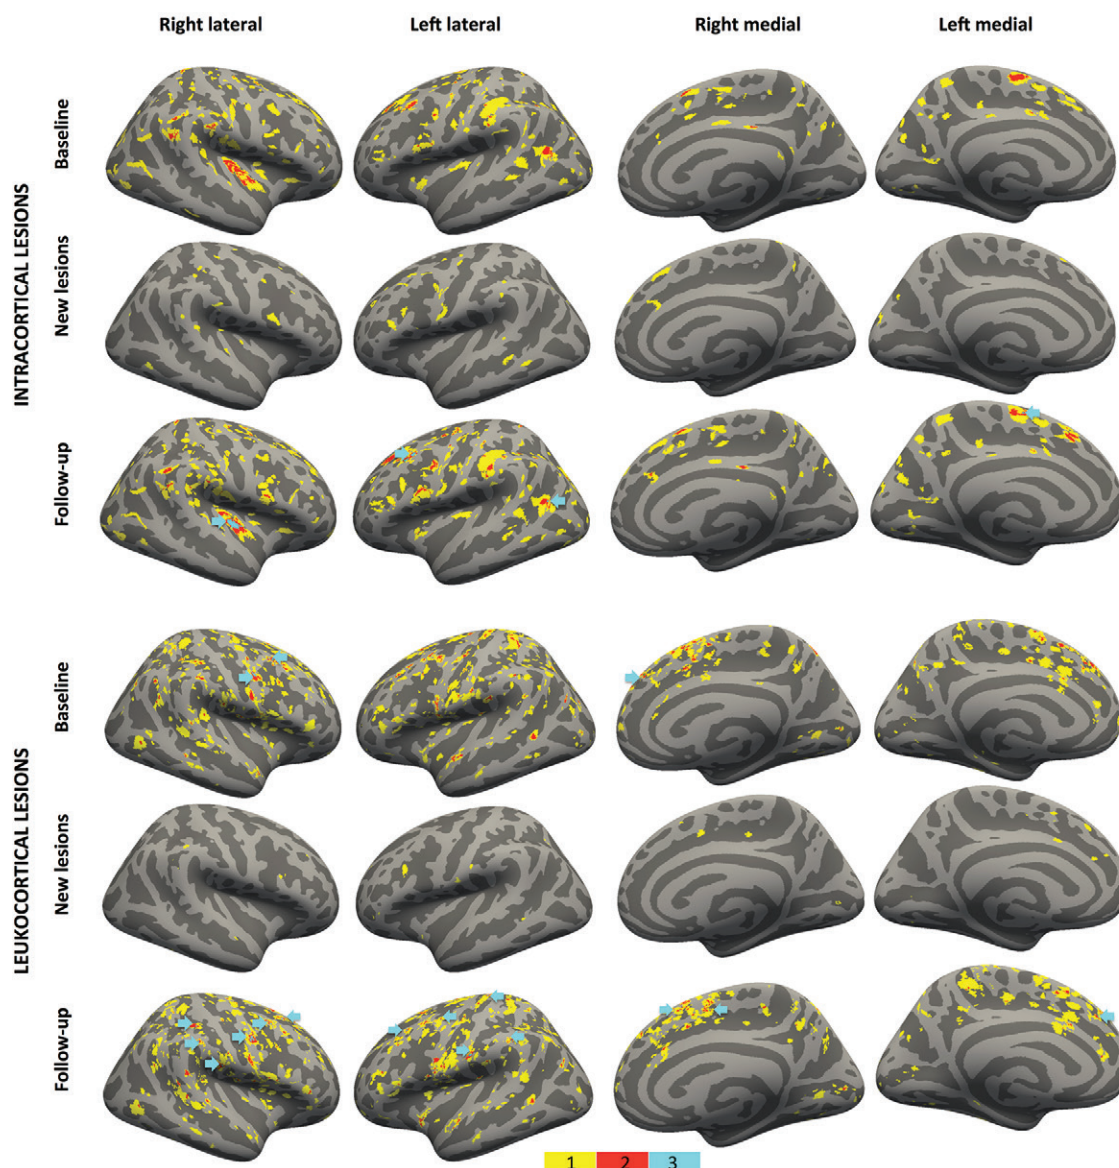 Right lateral
Left lateral
Right medial
Left medial
INTRACORTICAL LESIONS
Baseline
New lesions
Follow-up
LEUKOCORTICAL LESIONS
Baseline
New lesions
Follow-up
1
2
3